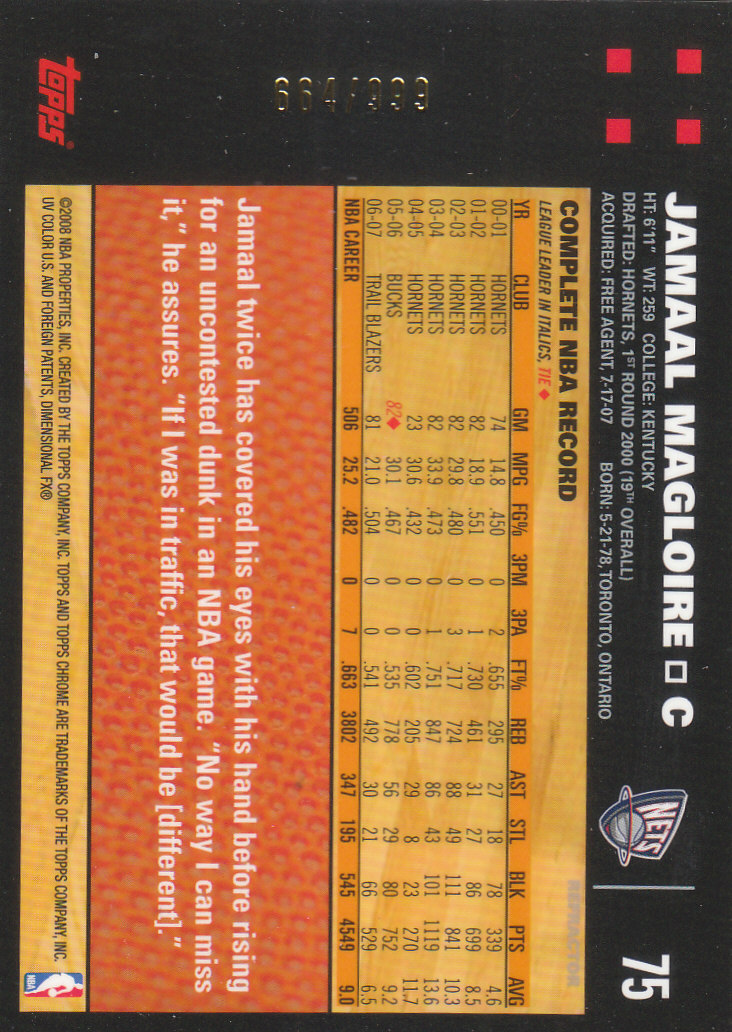 JAMAAL MAGLOIRE □ C
NETS
75
HT: 6'11" WT: 259 COLLEGE: KENTUCKY
DRAFTED: HORNETS, 1ST ROUND 2000 (19TH OVERALL)
ACQUIRED: FREE AGENT, 7-17-07 BORN: 5-21-78, TORONTO, ONTARIO
REFRACTOR
COMPLETE NBA RECORD
LEAGUE LEADER IN ITALICS, TIE ♦
YR CLUB GM MPG FG% 3PM 3PA FT% REB AST STL BLK PTS AVG
00-01 HORNETS 74 14.8 .450 0 2 .655 295 27 18 78 339 4.6
01-02 HORNETS 82 18.9 .551 0 1 .730 461 31 27 86 699 8.5
02-03 HORNETS 82 29.8 .480 0 3 .717 724 88 49 111 841 10.3
03-04 HORNETS 82 33.9 .473 0 1 .751 847 86 43 101 1119 13.6
04-05 HORNETS 23 30.6 .432 0 0 .602 205 29 8 23 270 11.7
05-06 BUCKS 82♦ 30.1 .467 0 0 .535 778 56 29 80 752 9.2
06-07 TRAIL BLAZERS 81 21.0 .504 0 0 .541 492 30 21 66 529 6.5
NBA CAREER 506 25.2 .482 0 7 .663 3802 347 195 545 4549 9.0
Jamaal twice has covered his eyes with his hand before rising
for an uncontested dunk in an NBA game. "No way I can miss
it," he assures. "If I was in traffic, that would be [different]."
664/999
topps®
©2008 NBA PROPERTIES, INC. CREATED BY THE TOPPS COMPANY, INC. TOPPS AND TOPPS CHROME ARE TRADEMARKS OF THE TOPPS COMPANY, INC.
UV COLOR U.S. AND FOREIGN PATENTS, DIMENSIONAL FX®
NBA